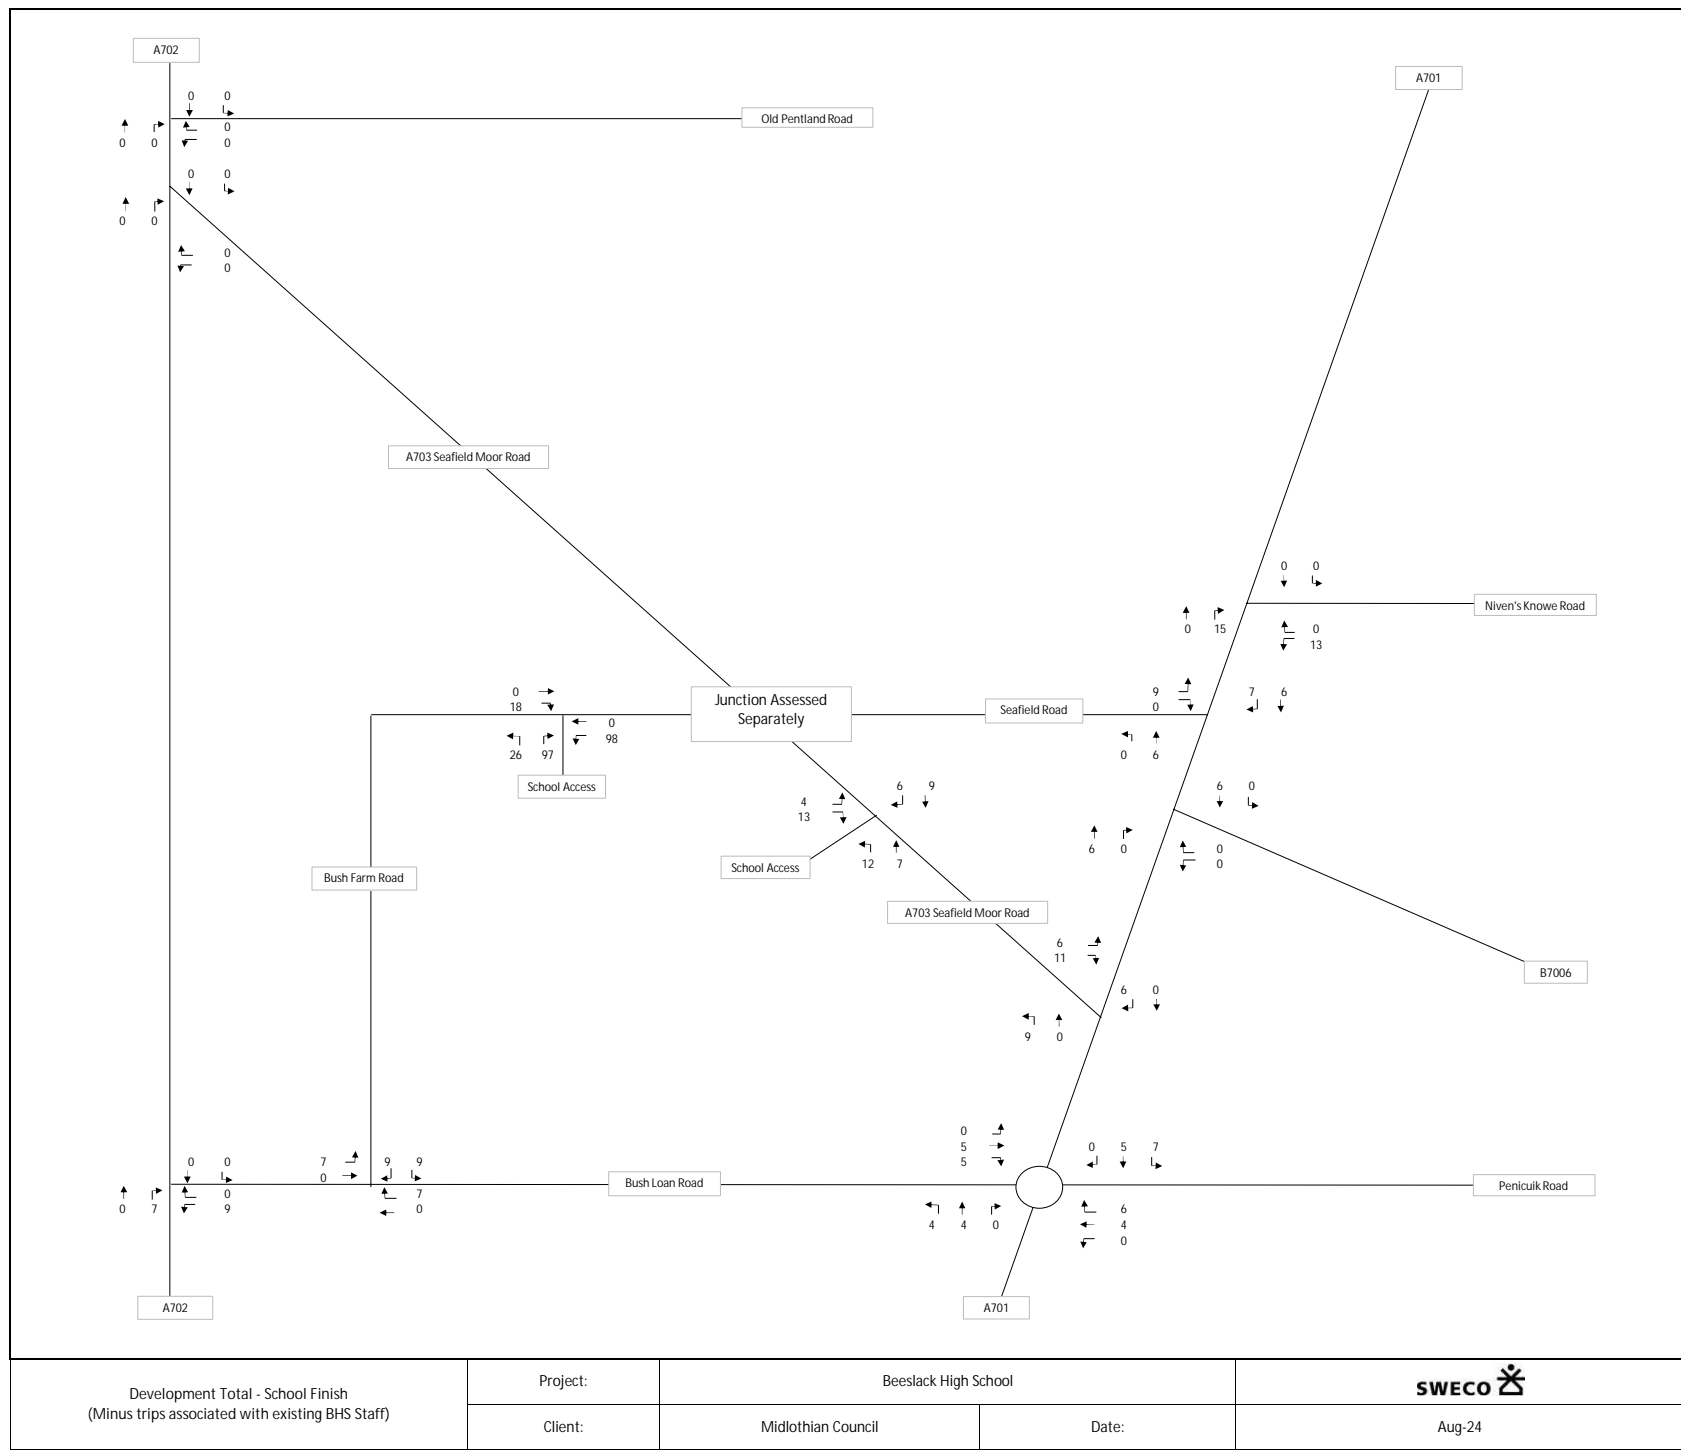 A702
A701
0 0
0
0 0 0
Old Pentland Road
0 0
0 0
0
0
A703 Seafield Moor Road
0 0
Niven's Knowe Road
0 15
0
13
0
18
0
98
26 97
School Access
Junction Assessed
Separately
Seafield Road
9
0
7 6
0 6
4
13
6 9
12 7
School Access
6 0
6 0
0
0
Bush Farm Road
A703 Seafield Moor Road
6
11
B7006
6 0
9 0
0 0
0
9
0 7
7
0
9 9
7
0
Bush Loan Road
0
5
5
0 5 7
4 4 0
6
4
0
Penicuik Road
A702
A701
Development Total - School Finish
(Minus trips associated with existing BHS Staff)
Project:
Beeslack High School
SWECO
Client:
Midlothian Council
Date:
Aug-24